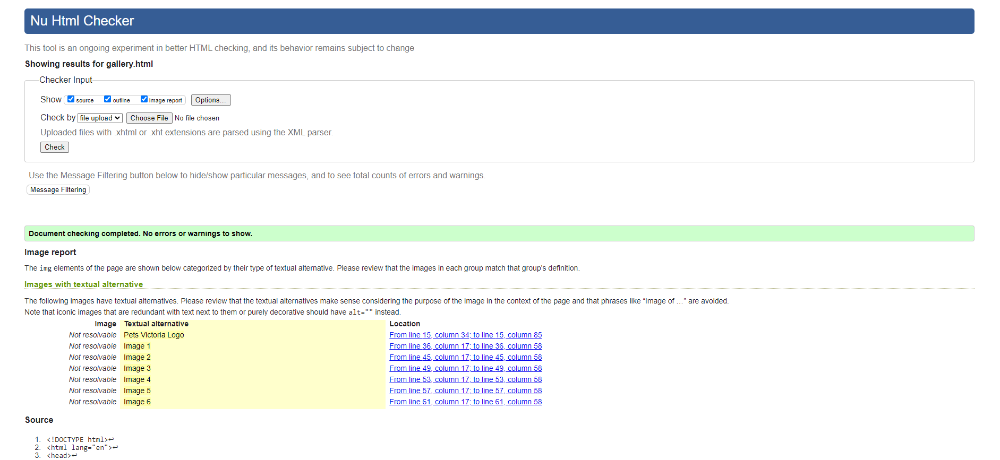 Nu Html Checker
This tool is an ongoing experiment in better HTML checking, and its behavior remains subject to change
Showing results for gallery.html
Checker Input
Show source outline image report Options...
Check by file upload Choose File No file chosen
Uploaded files with .xhtml or .xht extensions are parsed using the XML parser.
Check
Use the Message Filtering button below to hide/show particular messages, and to see total counts of errors and warnings.
Message Filtering
Document checking completed. No errors or warnings to show.
Image report
The img elements of the page are shown below categorized by their type of textual alternative. Please review that the images in each group match that group's definition.
Images with textual alternative
The following images have textual alternatives. Please review that the textual alternatives make sense considering the purpose of the image in the context of the page and that phrases like “Image of …” are avoided.
Note that iconic images that are redundant with text next to them or purely decorative should have alt="" instead.
Image Textual alternative Location
Not resolvable Pets Victoria Logo From line 15, column 34; to line 15, column 85
Not resolvable Image 1 From line 36, column 17; to line 36, column 58
Not resolvable Image 2 From line 45, column 17; to line 45, column 58
Not resolvable Image 3 From line 49, column 17; to line 49, column 58
Not resolvable Image 4 From line 53, column 17; to line 53, column 58
Not resolvable Image 5 From line 57, column 17; to line 57, column 58
Not resolvable Image 6 From line 61, column 17; to line 61, column 58
Source
1. <!DOCTYPE html>↩
2. <html lang="en">↩
3. <head>↩